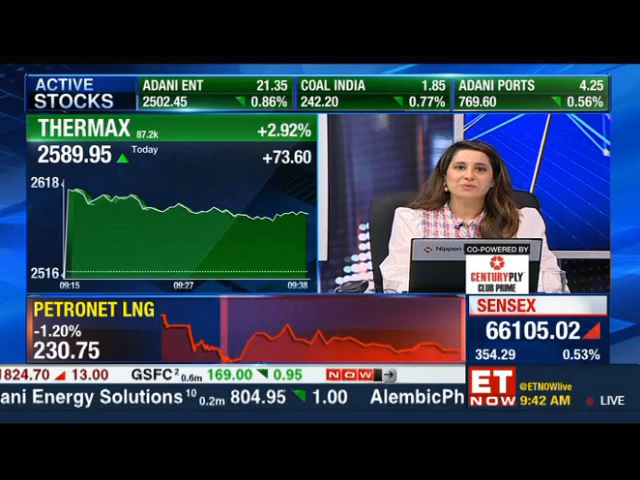 ACTIVE
STOCKS
ADANI ENT 21.35
2502.45 0.86%
COAL INDIA 1.85
242.20 0.77%
ADANI PORTS 4.25
769.60 0.56%
THERMAX 87.2k +2.92%
2589.95 Today +73.60
2618
2516
09:15 09:27 09:38
Nippon
CO-POWERED BY
CENTURYPLY
CLUB PRIME
PETRONET LNG
-1.20%
230.75
SENSEX
66105.02
354.29 0.53%
1824.70 13.00 GSFC 2 0.6m 169.00 0.95 NOW
ani Energy Solutions 10 0.2m 804.95 1.00 AlembicPh
ET
NOW
@ETNOWlive
9:42 AM LIVE